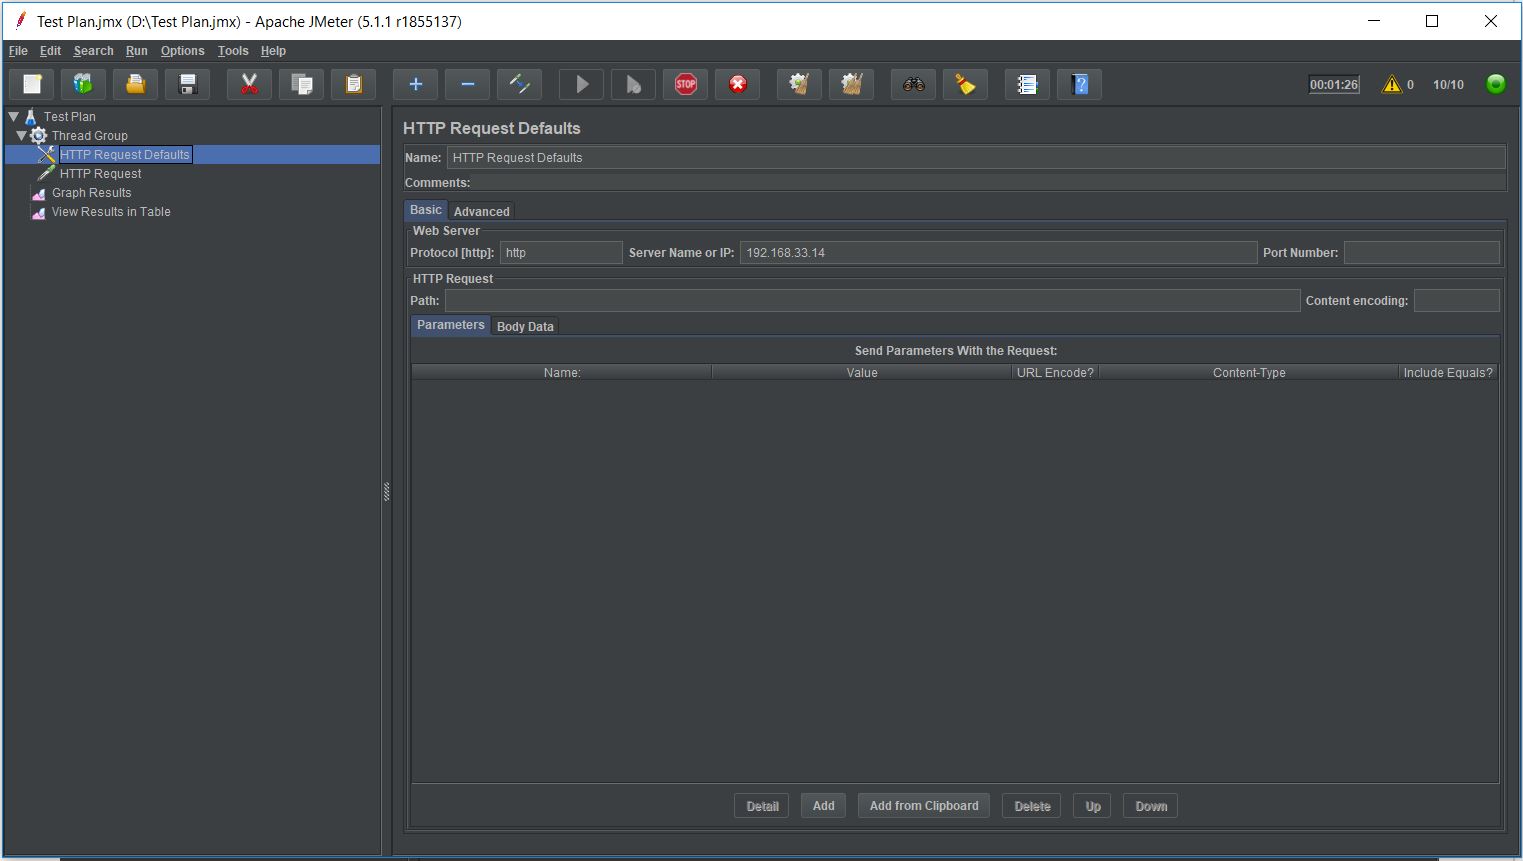 Test Plan.jmx (D:\Test Plan.jmx) - Apache JMeter (5.1.1 r1855137)
File Edit Search Run Options Tools Help
STOP 00:01:26 0 10/10
Test Plan
Thread Group
HTTP Request Defaults
HTTP Request
Graph Results
View Results in Table
HTTP Request Defaults
Name: HTTP Request Defaults
Comments:
Basic Advanced
Web Server
Protocol [http]: http Server Name or IP: 192.168.33.14 Port Number:
HTTP Request
Path: Content encoding:
Parameters Body Data
Send Parameters With the Request:
Name: Value URL Encode? Content-Type Include Equals?
Detail Add Add from Clipboard Delete Up Down